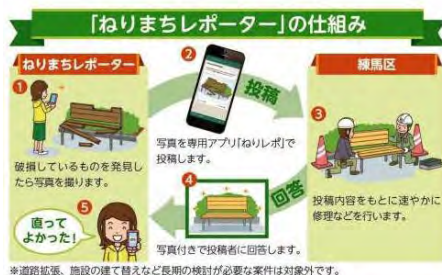 「ねりまちレポーター」の仕組み
ねりまちレポーター
1
破損しているものを発見し
たら写真を撮ります。
2
投稿
写真を専用アプリ「ねりレポ」で
投稿します。
練馬区
3
投稿内容をもとに速やかに
修理などを行います。
4
回答
写真付きで投稿者に回答します。
5
直って
よかった!
※道路拡張、施設の建て替えなど長期の検討が必要な案件は対象外です。